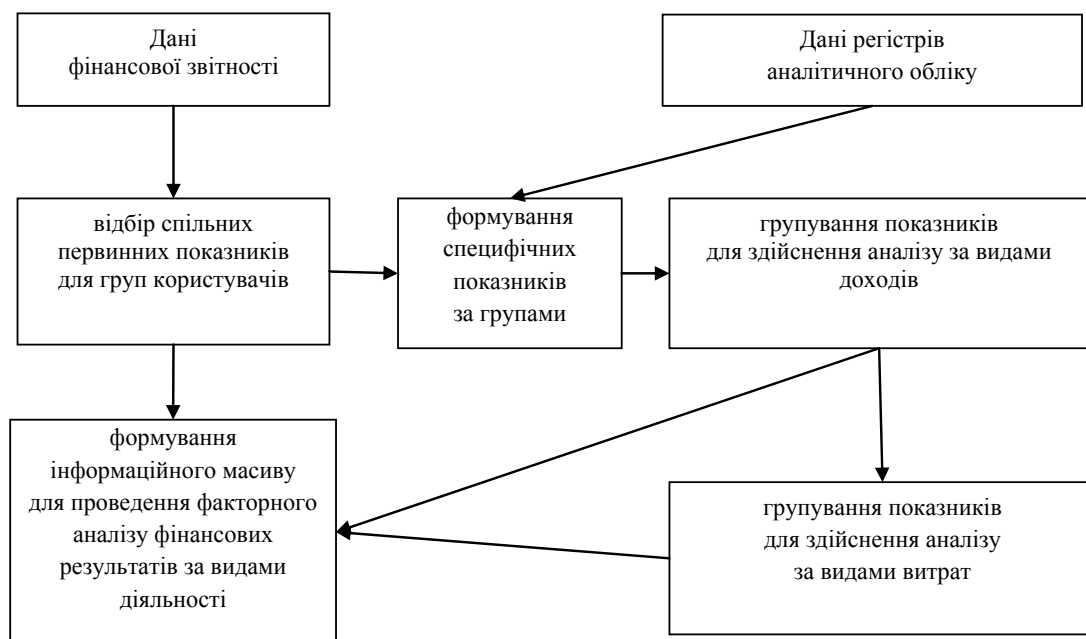 Дані
фінансової звітності
Дані регістрів
аналітичного обліку
відбір спільних
первинних показників
для груп користувачів
формування
специфічних
показників
за групами
групування показників
для здійснення аналізу за видами
доходів
формування
інформаційного масиву
для проведення факторного
аналізу фінансових
результатів за видами
діяльності
групування показників
для здійснення аналізу
за видами витрат